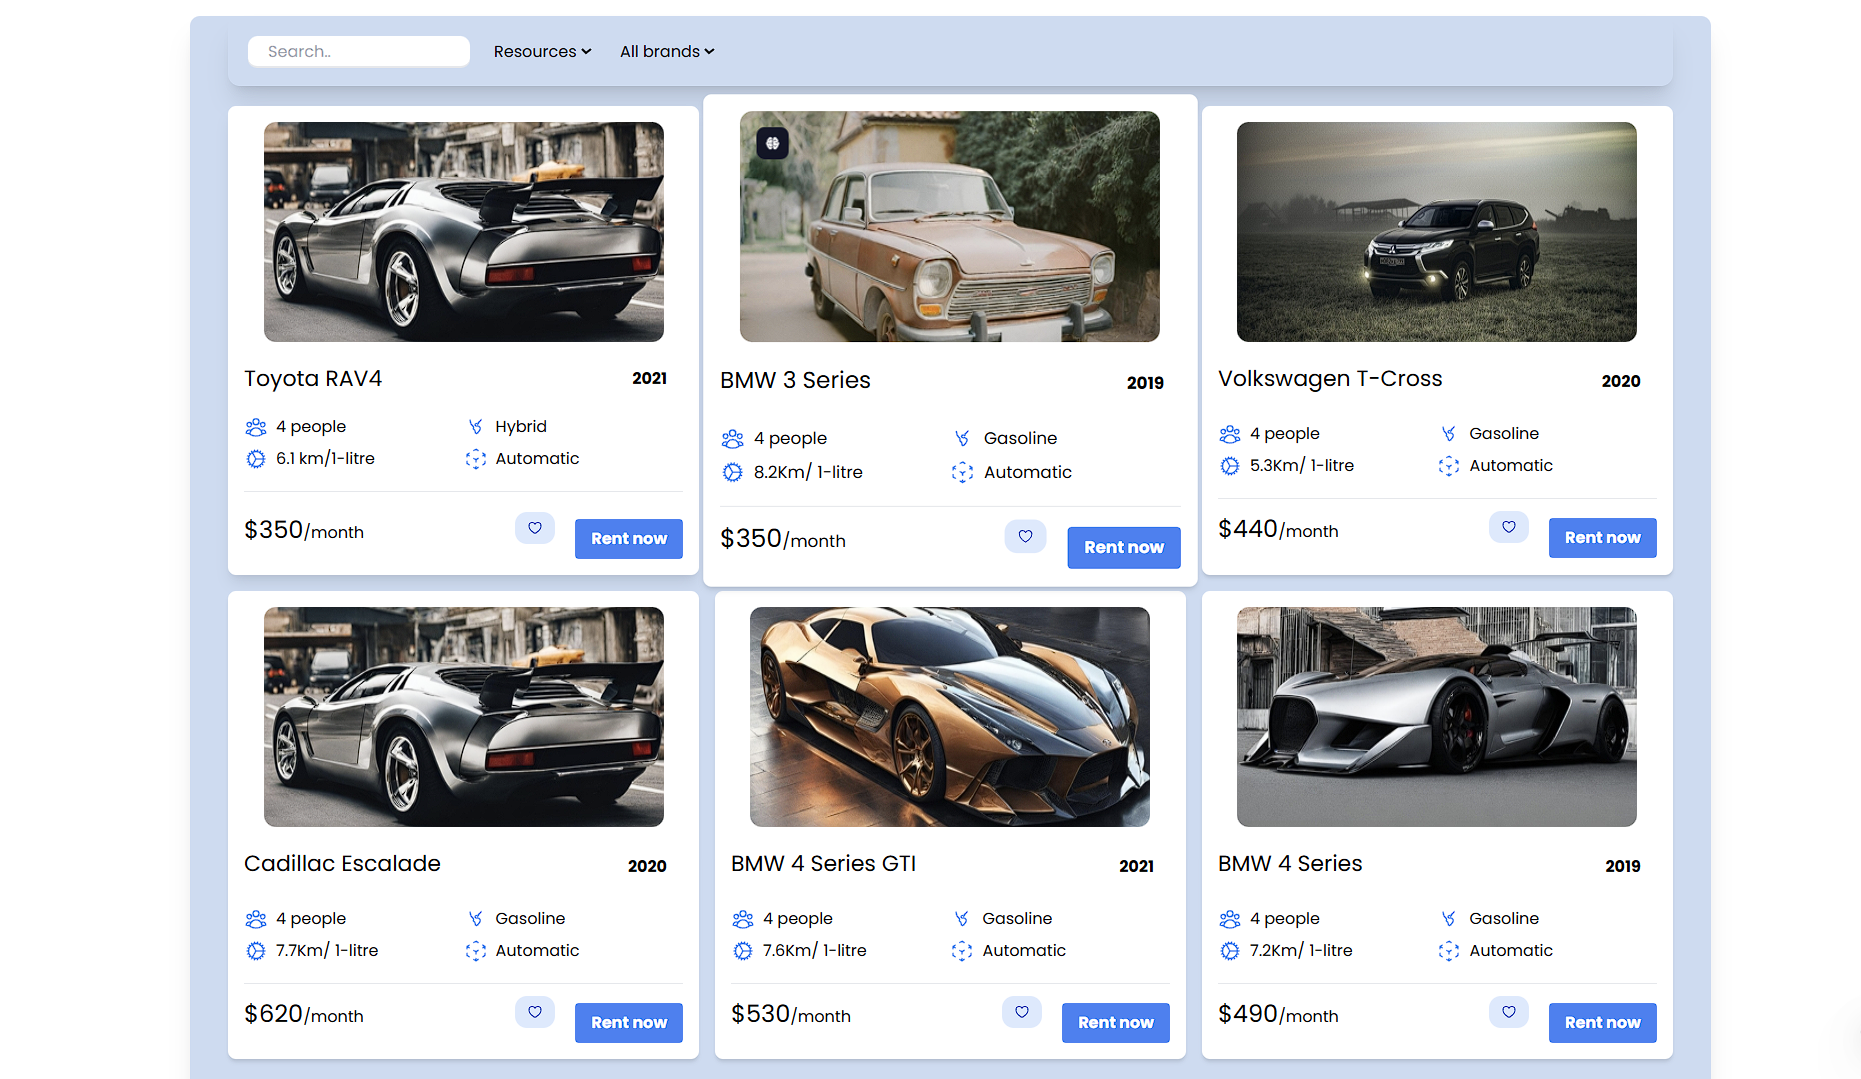 Search..
Resources
All brands
Toyota RAV4
2021
4 people
Hybrid
6.1 km/1-litre
Automatic
$350/month
Rent now
BMW 3 Series
2019
4 people
Gasoline
8.2Km/ 1-litre
Automatic
$350/month
Rent now
Volkswagen T-Cross
2020
4 people
Gasoline
5.3Km/ 1-litre
Automatic
$440/month
Rent now
Cadillac Escalade
2020
4 people
Gasoline
7.7Km/ 1-litre
Automatic
$620/month
Rent now
BMW 4 Series GTI
2021
4 people
Gasoline
7.6Km/ 1-litre
Automatic
$530/month
Rent now
BMW 4 Series
2019
4 people
Gasoline
7.2Km/ 1-litre
Automatic
$490/month
Rent now